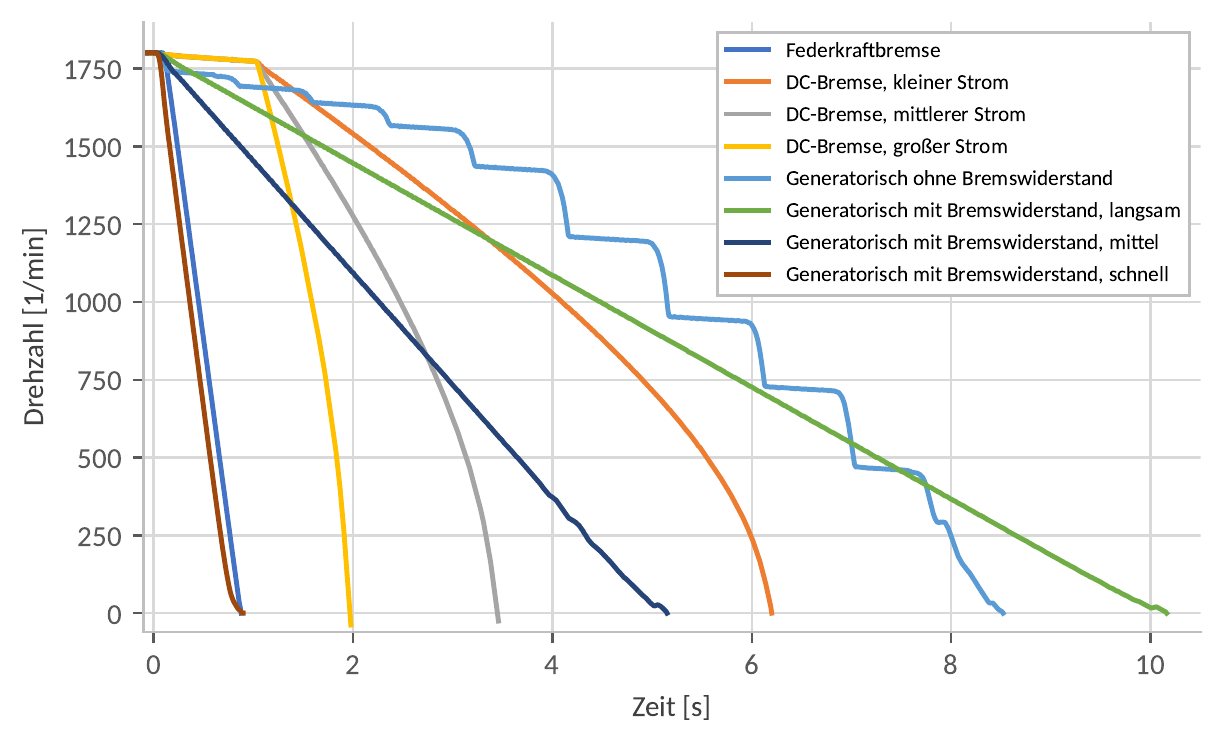 Federkraftbremse
DC-Bremse, kleiner Strom
DC-Bremse, mittlerer Strom
DC-Bremse, großer Strom
Generatorisch ohne Bremswiderstand
Generatorisch mit Bremswiderstand, langsam
Generatorisch mit Bremswiderstand, mittel
Generatorisch mit Bremswiderstand, schnell
Drehzahl [1/min]
1750
1500
1250
1000
750
500
250
0
0 2 4 6 8 10
Zeit [s]